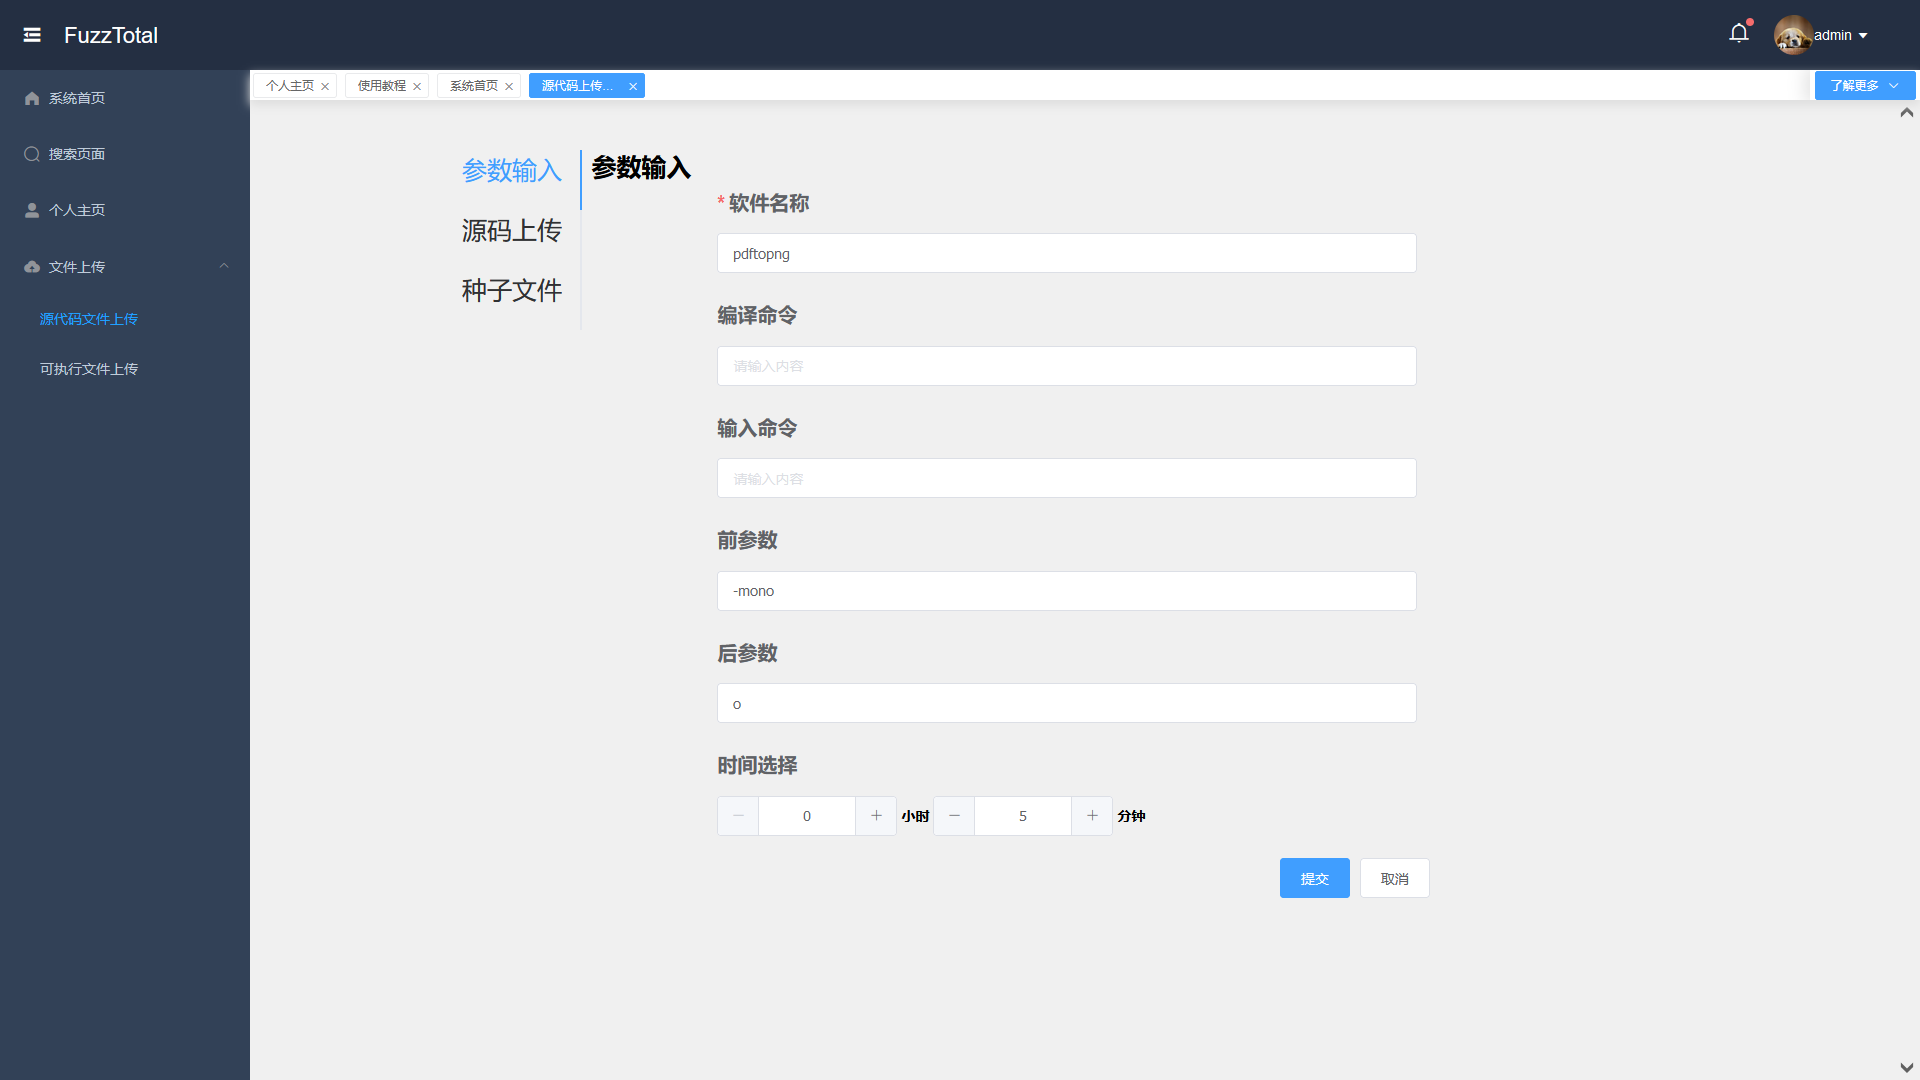 FuzzTotal
admin
系统首页
搜索页面
个人主页
文件上传
源代码文件上传
可执行文件上传
个人主页
使用教程
系统首页
源代码上传...
了解更多
参数输入
源码上传
种子文件
参数输入
*软件名称
pdftopng
编译命令
请输入内容
输入命令
请输入内容
前参数
-mono
后参数
o
时间选择
0 小时 5 分钟
提交 取消